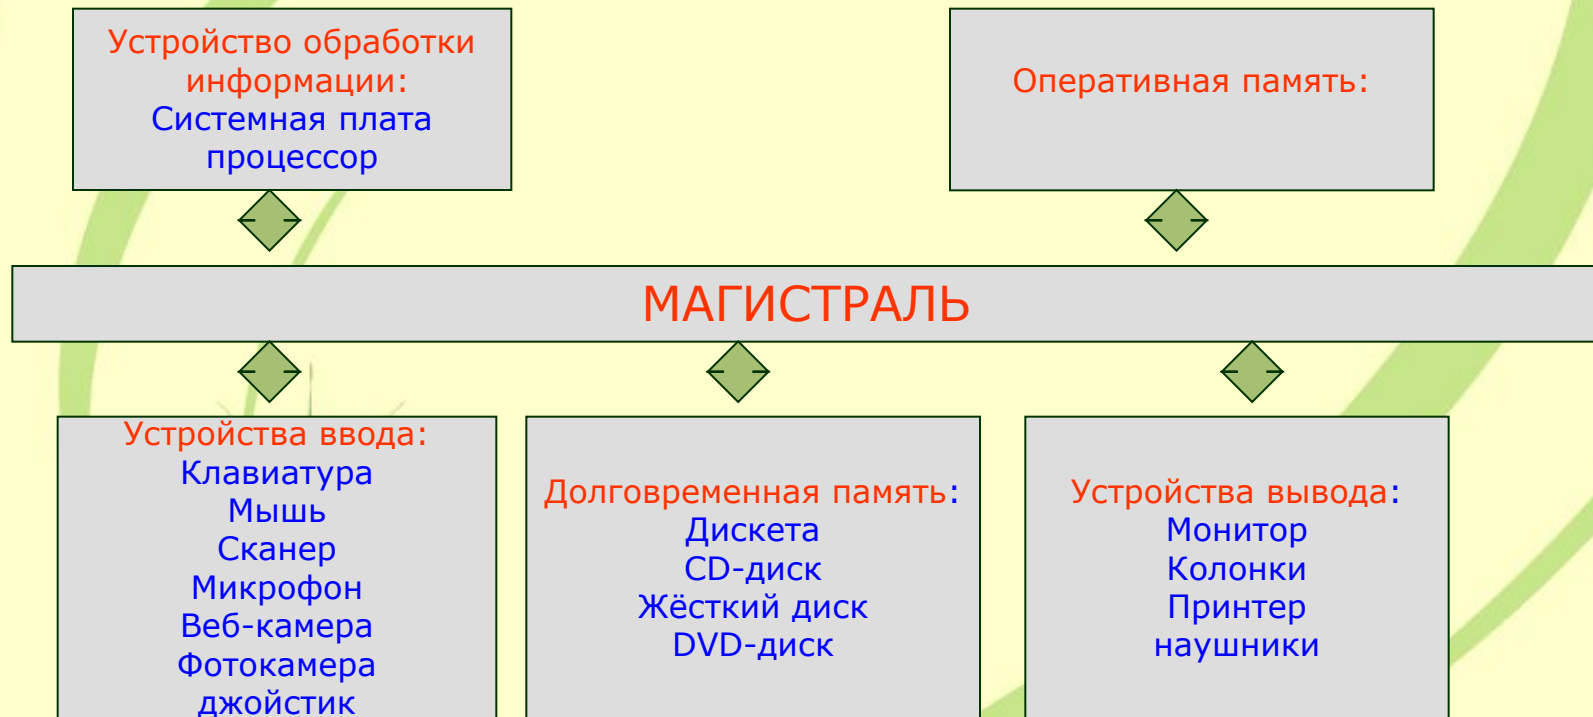 Устройство обработки
информации:
Системная плата
процессор
Оперативная память:
МАГИСТРАЛЬ
Устройства ввода:
Клавиатура
Мышь
Сканер
Микрофон
Веб-камера
Фотокамера
джойстик
Долговременная память:
Дискета
CD-диск
Жёсткий диск
DVD-диск
Устройства вывода:
Монитор
Колонки
Принтер
наушники